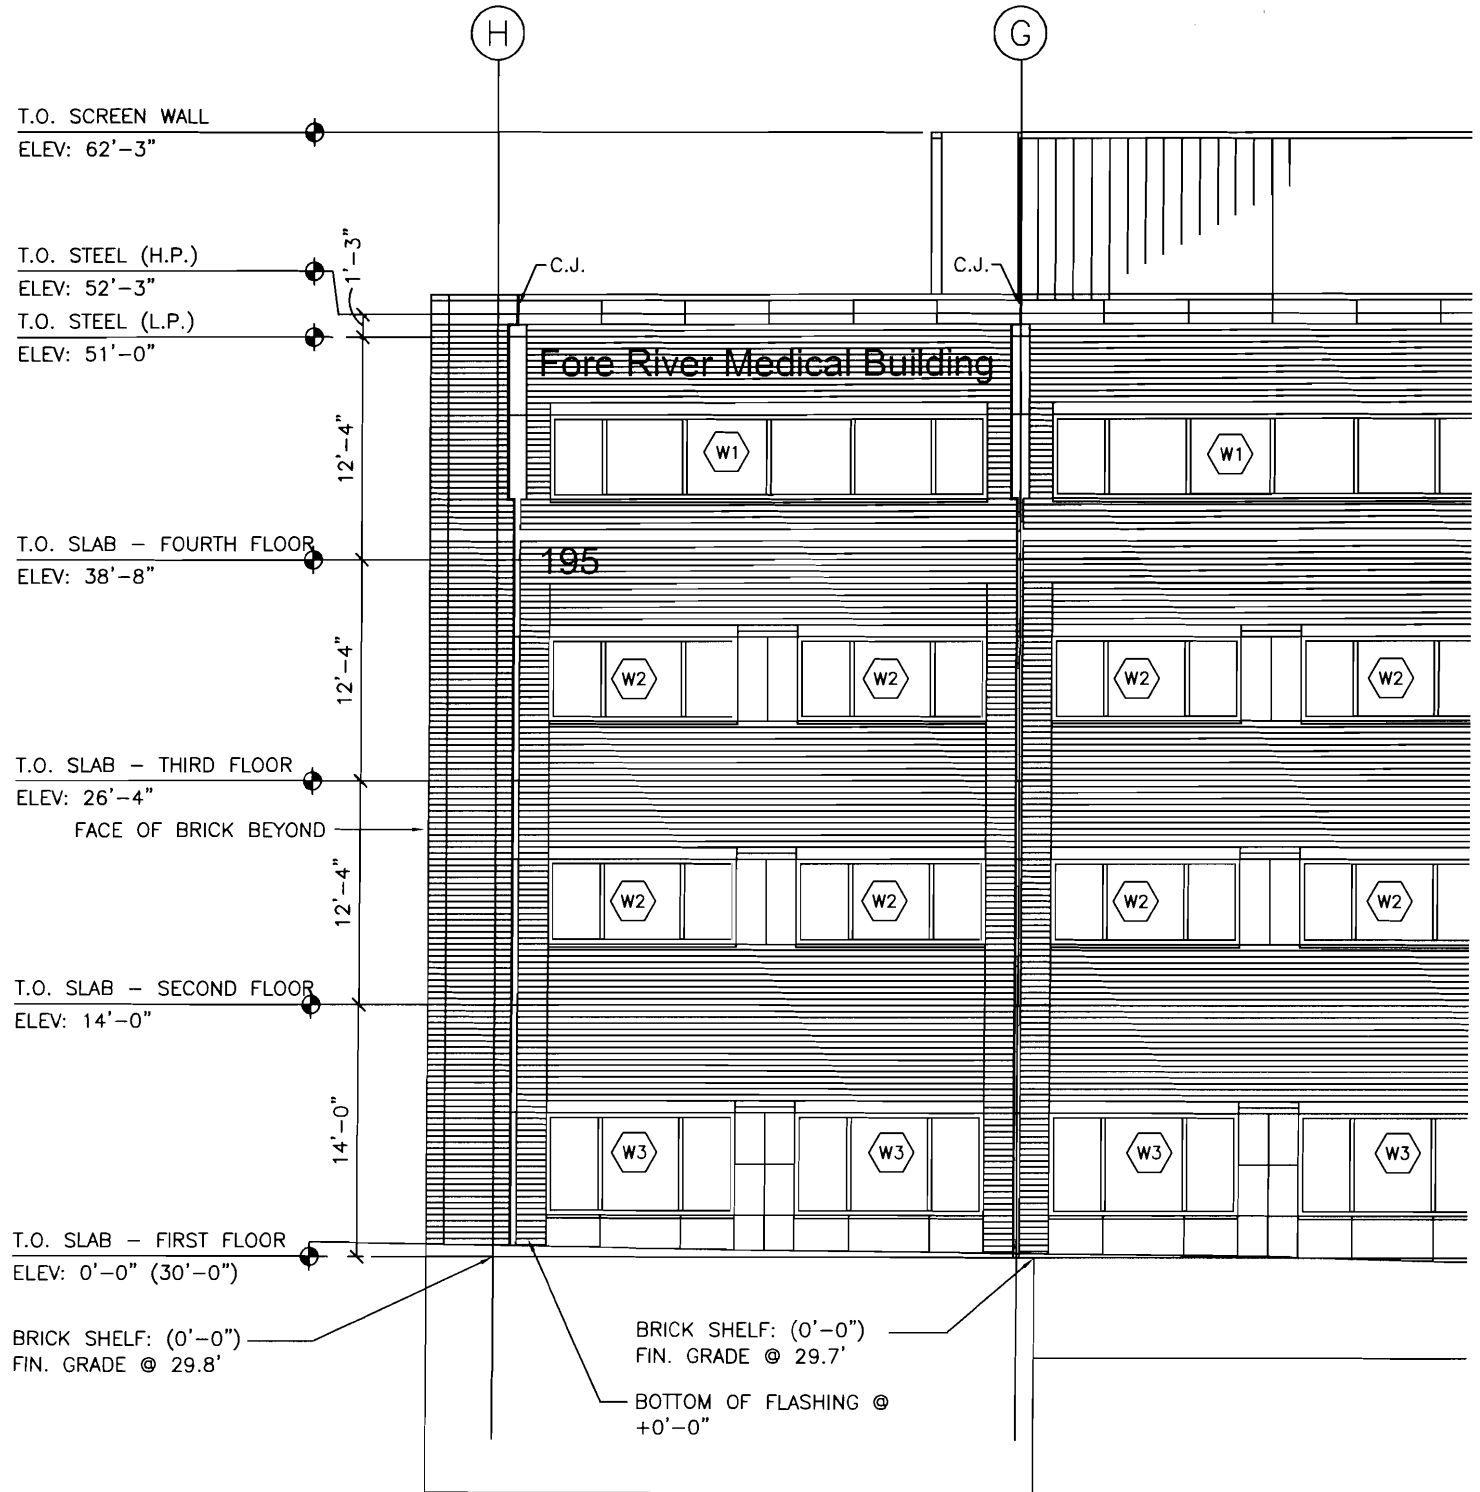 H
G
T.O. SCREEN WALL
ELEV: 62'-3"
T.O. STEEL (H.P.)
ELEV: 52'-3"
1'-3"
C.J.
C.J.
T.O. STEEL (L.P.)
ELEV: 51'-0"
Fore River Medical Building
12'-4"
W1
W1
T.O. SLAB - FOURTH FLOOR
ELEV: 38'-8"
195
12'-4"
W2
W2
W2
W2
T.O. SLAB - THIRD FLOOR
ELEV: 26'-4"
FACE OF BRICK BEYOND
12'-4"
W2
W2
W2
W2
T.O. SLAB - SECOND FLOOR
ELEV: 14'-0"
14'-0"
W3
W3
W3
W3
T.O. SLAB - FIRST FLOOR
ELEV: 0'-0" (30'-0")
BRICK SHELF: (0'-0")
FIN. GRADE @ 29.8'
BRICK SHELF: (0'-0")
FIN. GRADE @ 29.7'
BOTTOM OF FLASHING @
+0'-0"